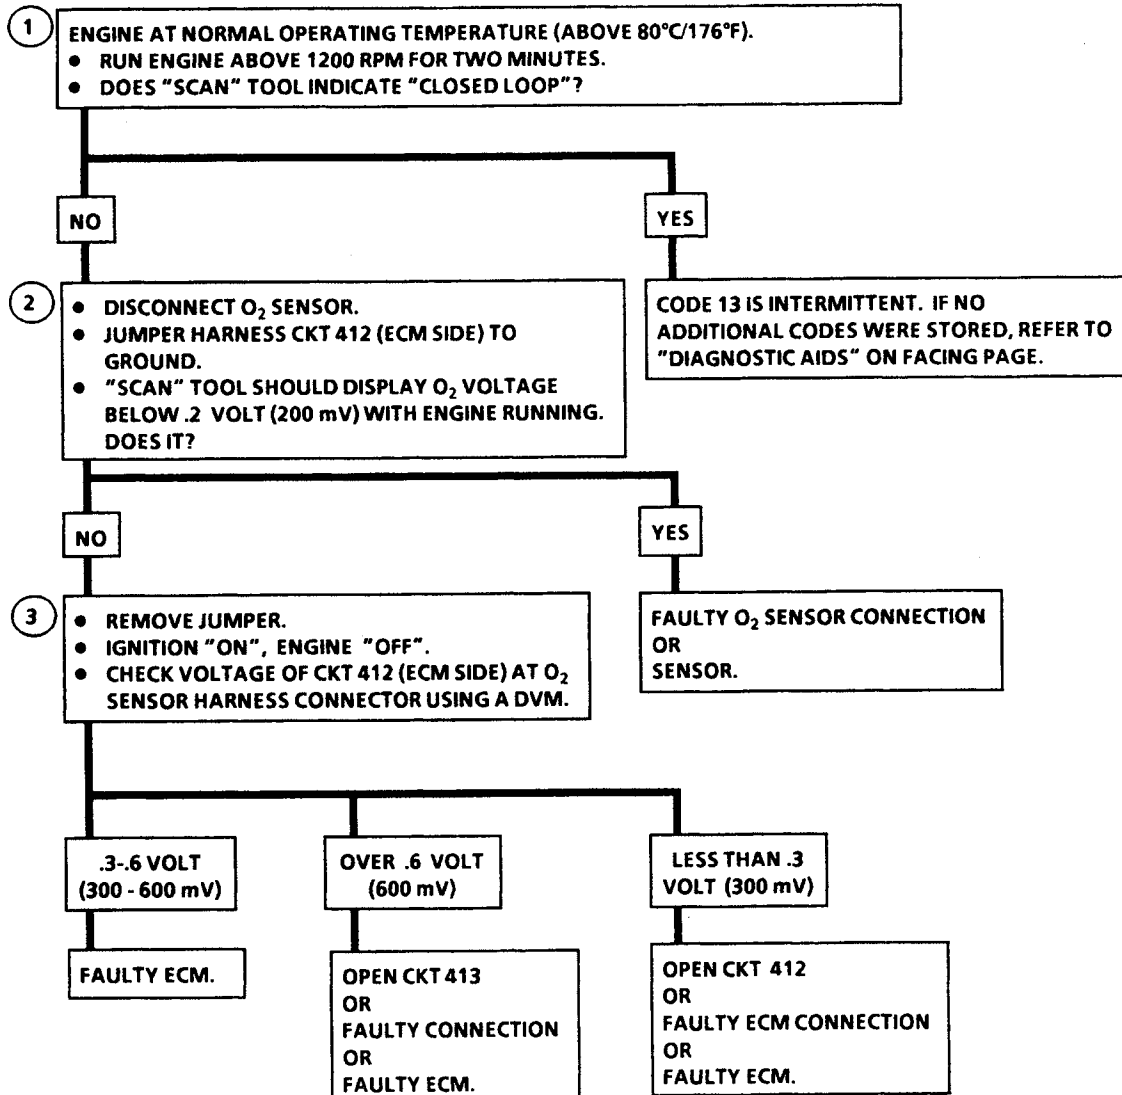 1
ENGINE AT NORMAL OPERATING TEMPERATURE (ABOVE 80°C/176°F).
● RUN ENGINE ABOVE 1200 RPM FOR TWO MINUTES.
● DOES "SCAN" TOOL INDICATE "CLOSED LOOP"?
NO
YES
2
● DISCONNECT O₂ SENSOR.
● JUMPER HARNESS CKT 412 (ECM SIDE) TO
GROUND.
● "SCAN" TOOL SHOULD DISPLAY O₂ VOLTAGE
BELOW .2 VOLT (200 mV) WITH ENGINE RUNNING.
DOES IT?
CODE 13 IS INTERMITTENT. IF NO
ADDITIONAL CODES WERE STORED, REFER TO
"DIAGNOSTIC AIDS" ON FACING PAGE.
NO
YES
3
● REMOVE JUMPER.
● IGNITION "ON", ENGINE "OFF".
● CHECK VOLTAGE OF CKT 412 (ECM SIDE) AT O₂
SENSOR HARNESS CONNECTOR USING A DVM.
FAULTY O₂ SENSOR CONNECTION
OR
SENSOR.
.3-.6 VOLT
(300 - 600 mV)
OVER .6 VOLT
(600 mV)
LESS THAN .3
VOLT (300 mV)
FAULTY ECM.
OPEN CKT 413
OR
FAULTY CONNECTION
OR
FAULTY ECM.
OPEN CKT 412
OR
FAULTY ECM CONNECTION
OR
FAULTY ECM.